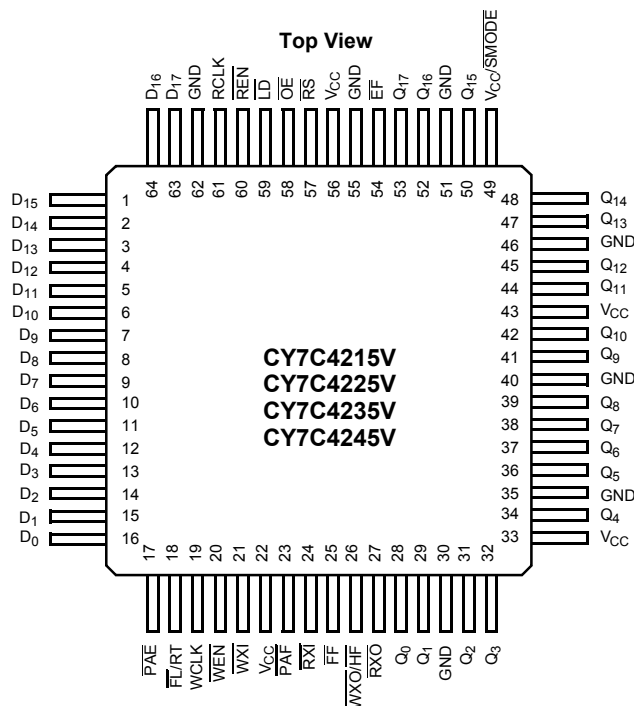 Top View
D16 D17 GND RCLK REN LD OE RS VCC GND EF Q17 Q16 GND Q15 VCC/SMODE
64 63 62 61 60 59 58 57 56 55 54 53 52 51 50 49
D15 1 48 Q14
D14 2 47 Q13
D13 3 46 GND
D12 4 45 Q12
D11 5 44 Q11
D10 6 43 VCC
D9 7 42 Q10
D8 8 CY7C4215V 41 Q9
D7 9 CY7C4225V 40 GND
D6 10 CY7C4235V 39 Q8
D5 11 CY7C4245V 38 Q7
D4 12 37 Q6
D3 13 36 Q5
D2 14 35 GND
D1 15 34 Q4
D0 16 33 VCC
17 18 19 20 21 22 23 24 25 26 27 28 29 30 31 32
PAE FL/RT WCLK WEN WXI VCC PAF RXI FF WXO/HF RXO Q0 Q1 GND Q2 Q3